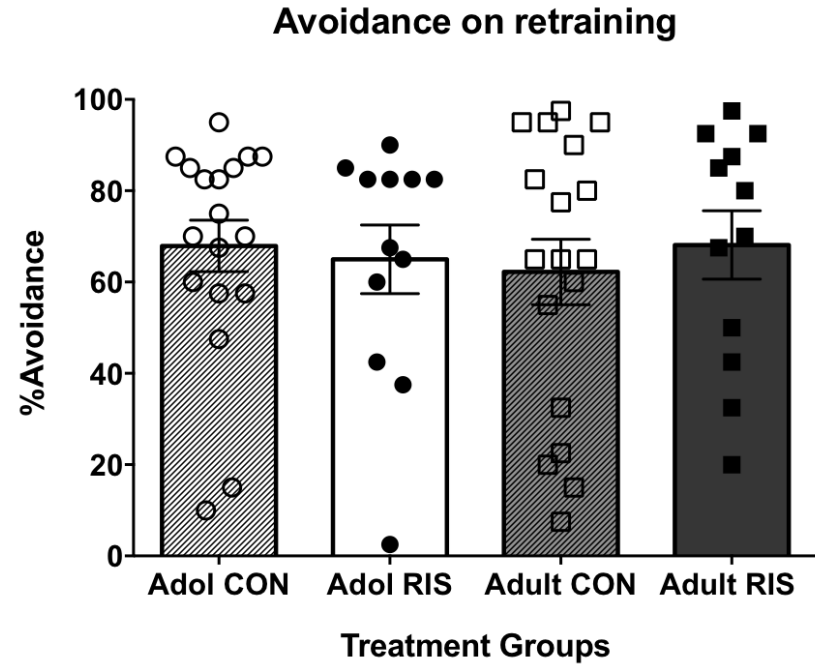 Avoidance on retraining
%Avoidance
100
80
60
40
20
0
Adol CON Adol RIS Adult CON Adult RIS
Treatment Groups